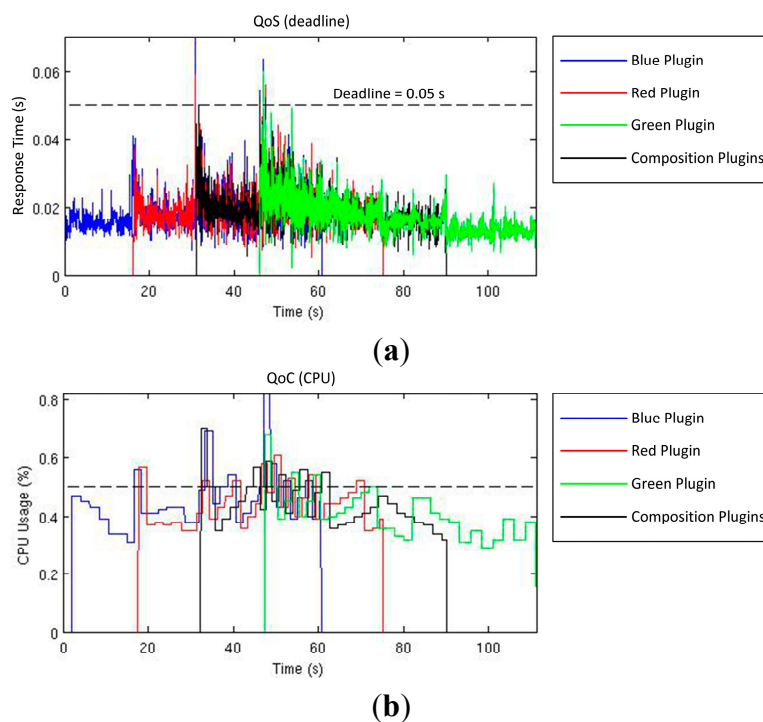 QoS (deadline)
Response Time (s)
0.06
0.04
0.02
0
Deadline = 0.05 s
0 20 40 60 80 100
Time (s)
Blue Plugin
Red Plugin
Green Plugin
Composition Plugins
(a)
QoC (CPU)
CPU Usage (%)
0.8
0.6
0.4
0.2
0
0 20 40 60 80 100
Time (s)
Blue Plugin
Red Plugin
Green Plugin
Composition Plugins
(b)